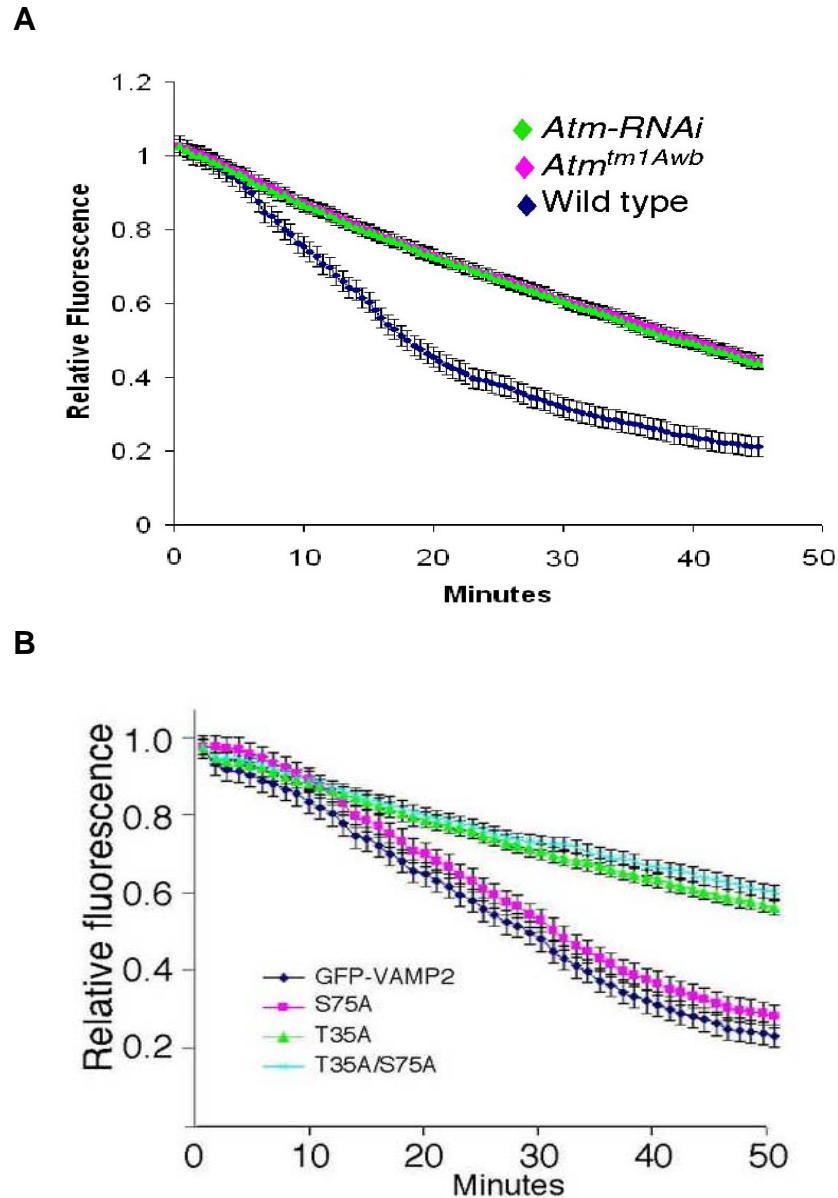 A
1.2
1
0.8
0.6
0.4
0.2
0
Relative Fluorescence
Atm-RNAi
Atm^tm1Awb
Wild type
0 10 20 30 40 50
Minutes
B
1.0
0.8
0.6
0.4
0.2
Relative fluorescence
GFP-VAMP2
S75A
T35A
T35A/S75A
0 10 20 30 40 50
Minutes